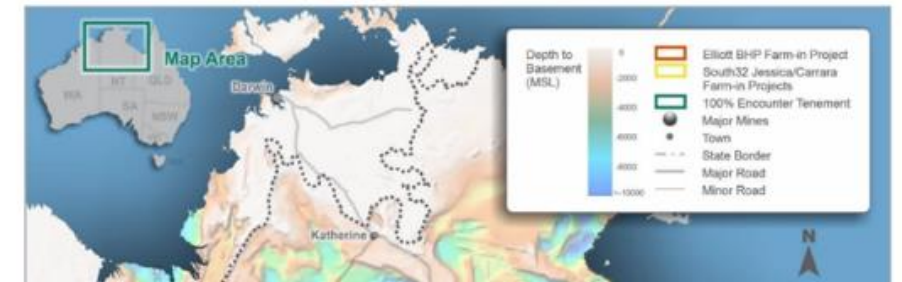 Map Area
NT
QLD
WA
SA
NSW
Darwin
Katherine
Depth to
Basement
(MSL)
0
-2000
-4000
-6000
-8000
>-10000
Elliott BHP Farm-in Project
South32 Jessica/Carrara
Farm-in Projects
100% Encounter Tenement
Major Mines
Town
State Border
Major Road
Minor Road
N